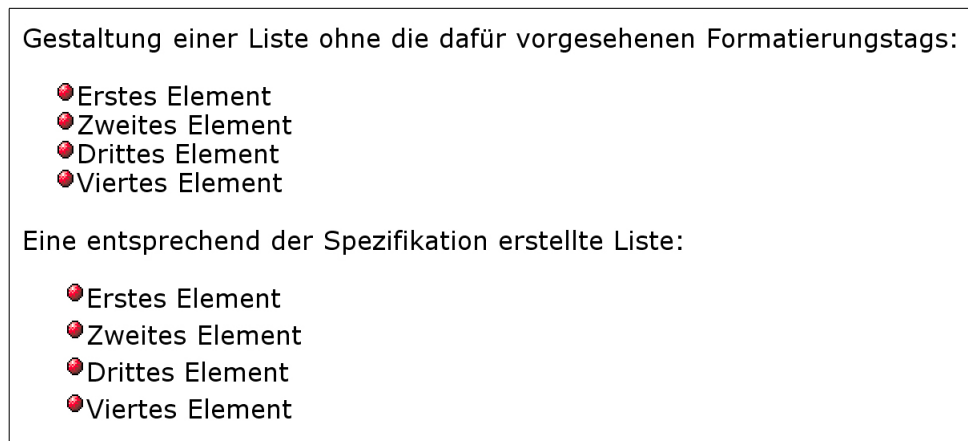 Gestaltung einer Liste ohne die dafür vorgesehenen Formatierungstags:
Erstes Element
Zweites Element
Drittes Element
Viertes Element
Eine entsprechend der Spezifikation erstellte Liste:
Erstes Element
Zweites Element
Drittes Element
Viertes Element